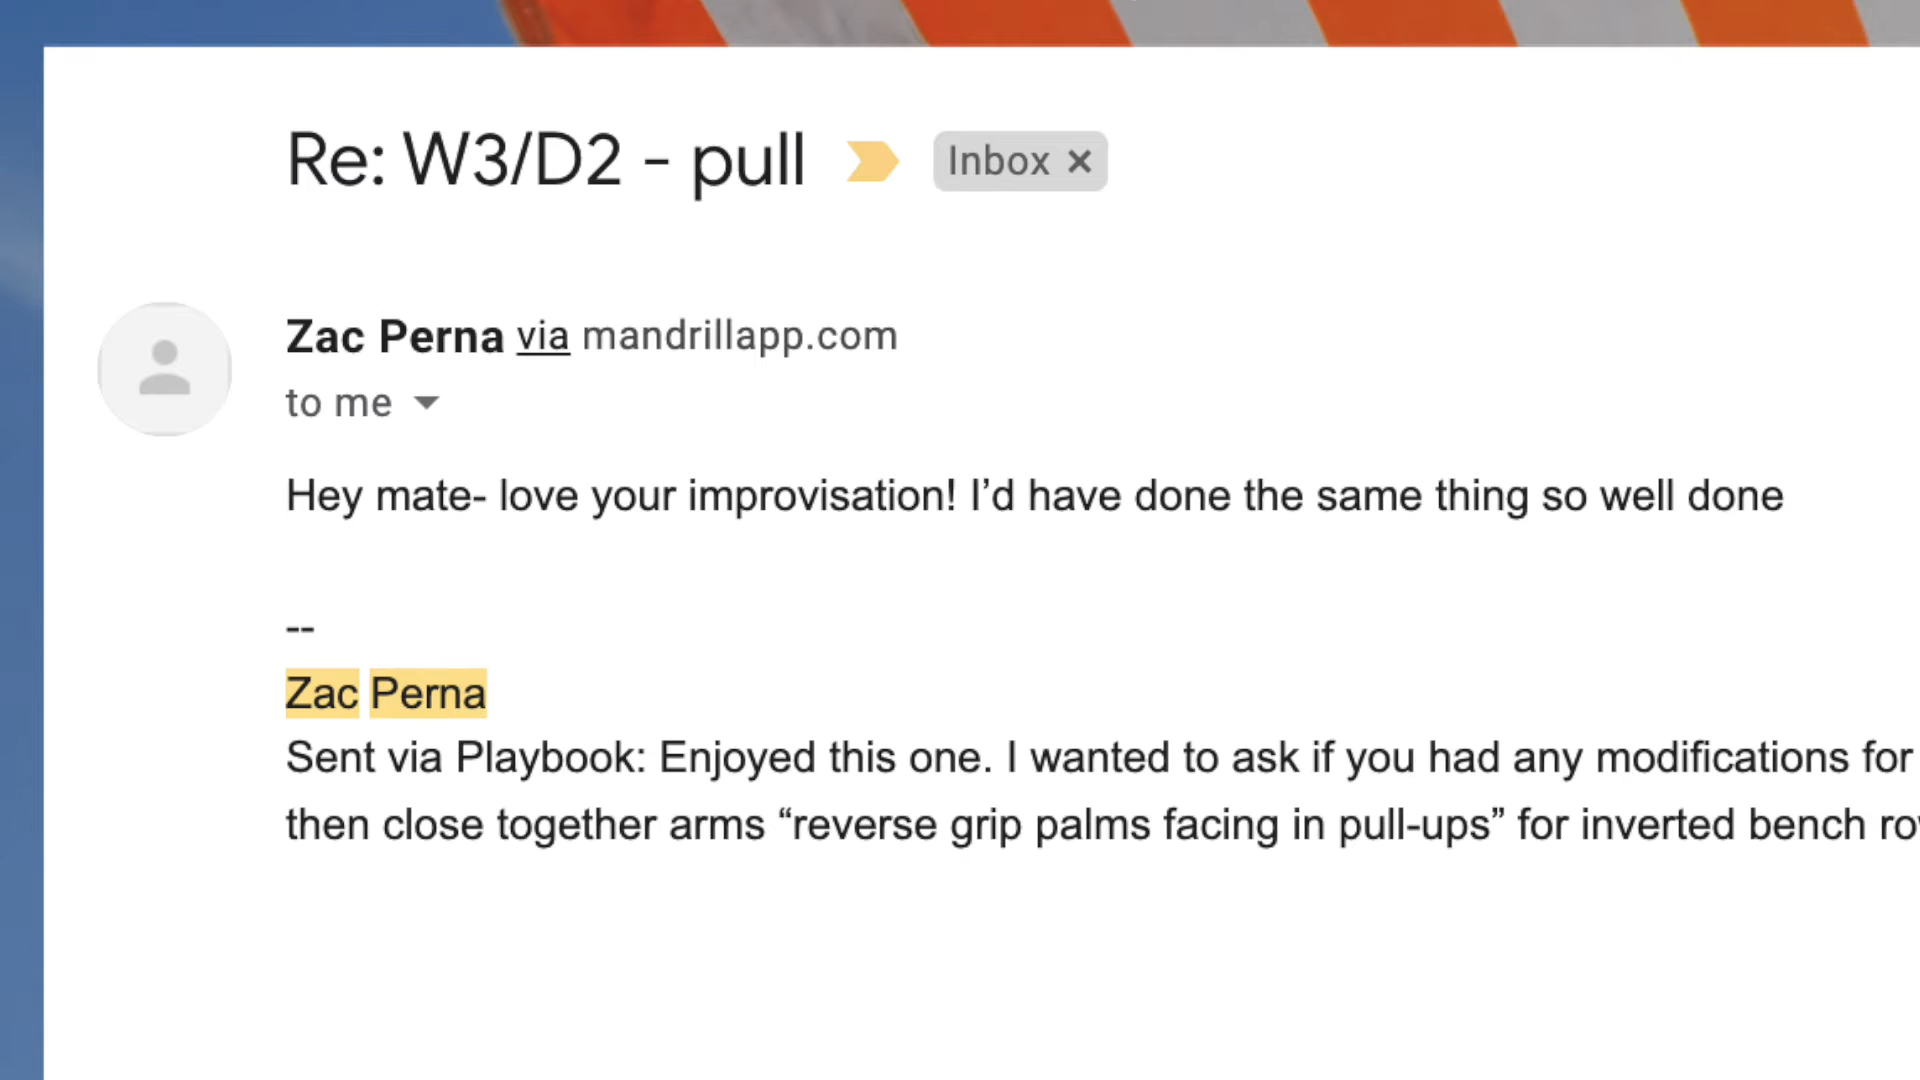 Re: W3/D2 - pull Inbox ×
Zac Perna via mandrillapp.com
to me
Hey mate- love your improvisation! I’d have done the same thing so well done
--
Zac Perna
Sent via Playbook: Enjoyed this one. I wanted to ask if you had any modifications for
then close together arms “reverse grip palms facing in pull-ups” for inverted bench